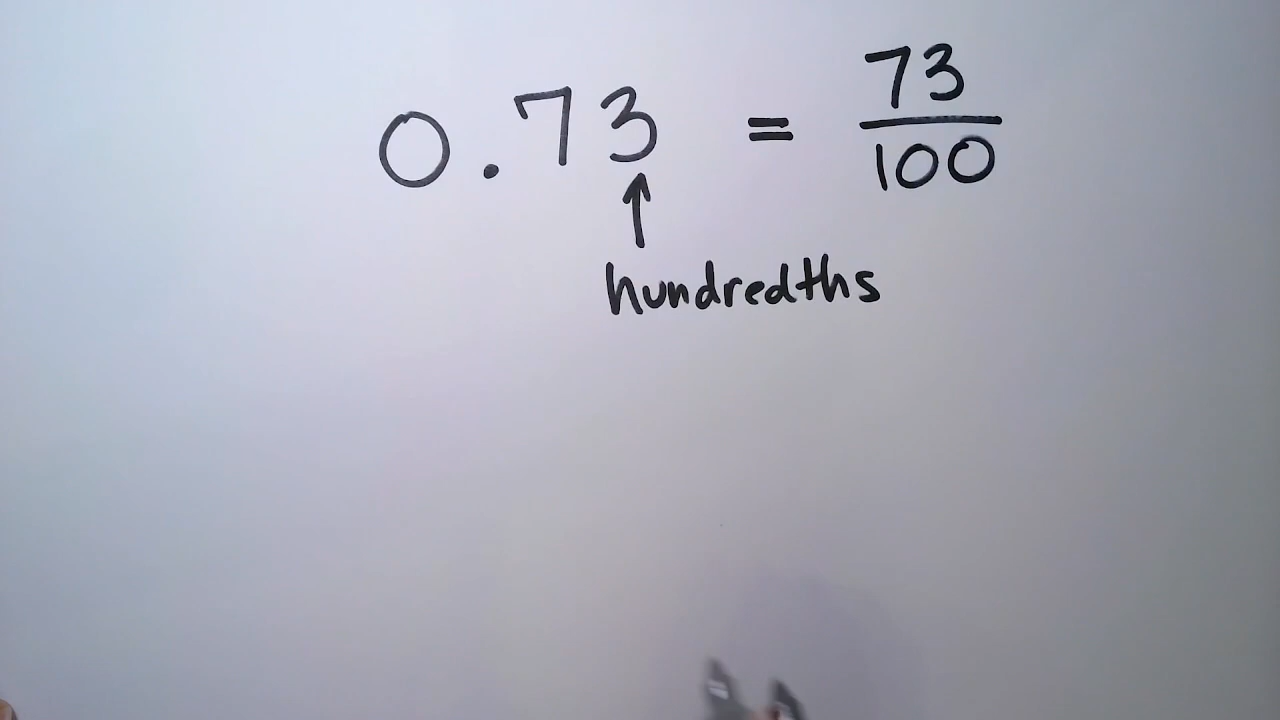 0.73 = 73/100
↑
hundredths